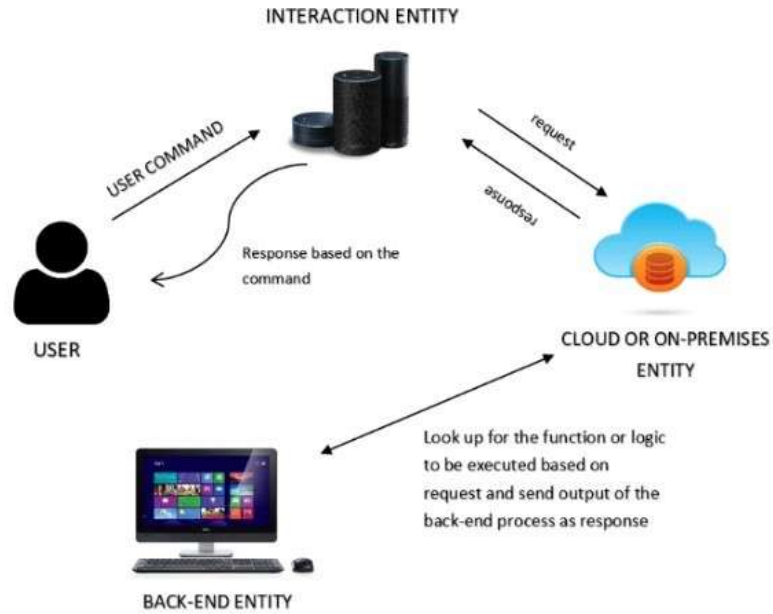 INTERACTION ENTITY
USER COMMAND
request
response
Response based on the
command
USER
CLOUD OR ON-PREMISES
ENTITY
Look up for the function or logic
to be executed based on
request and send output of the
back-end process as response
BACK-END ENTITY